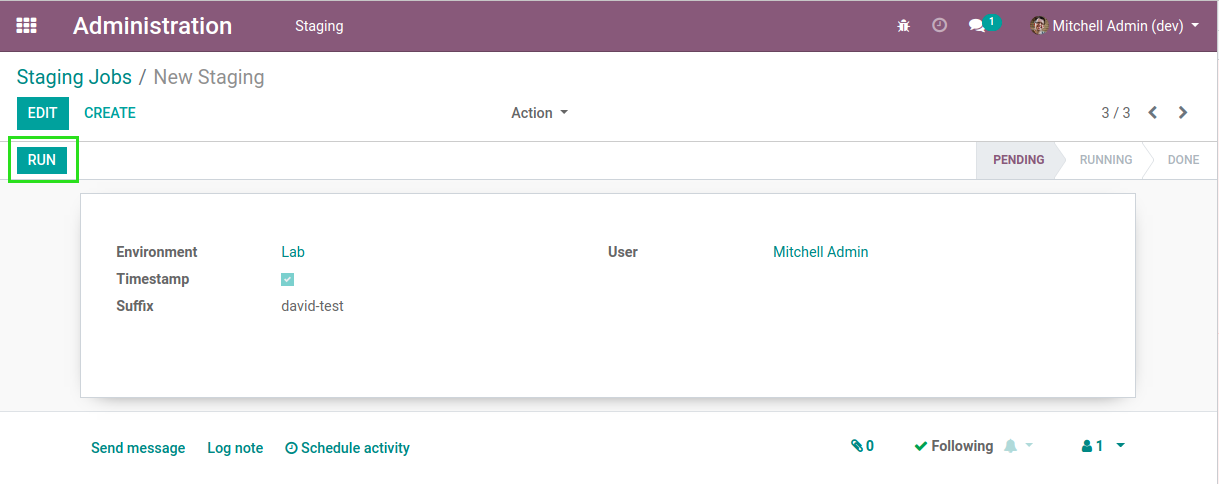 Administration Staging 1 Mitchell Admin (dev)
Staging Jobs / New Staging
EDIT CREATE Action 3 / 3
RUN PENDING RUNNING DONE
Environment Lab User Mitchell Admin
Timestamp
Suffix david-test
Send message Log note Schedule activity 0 Following 1